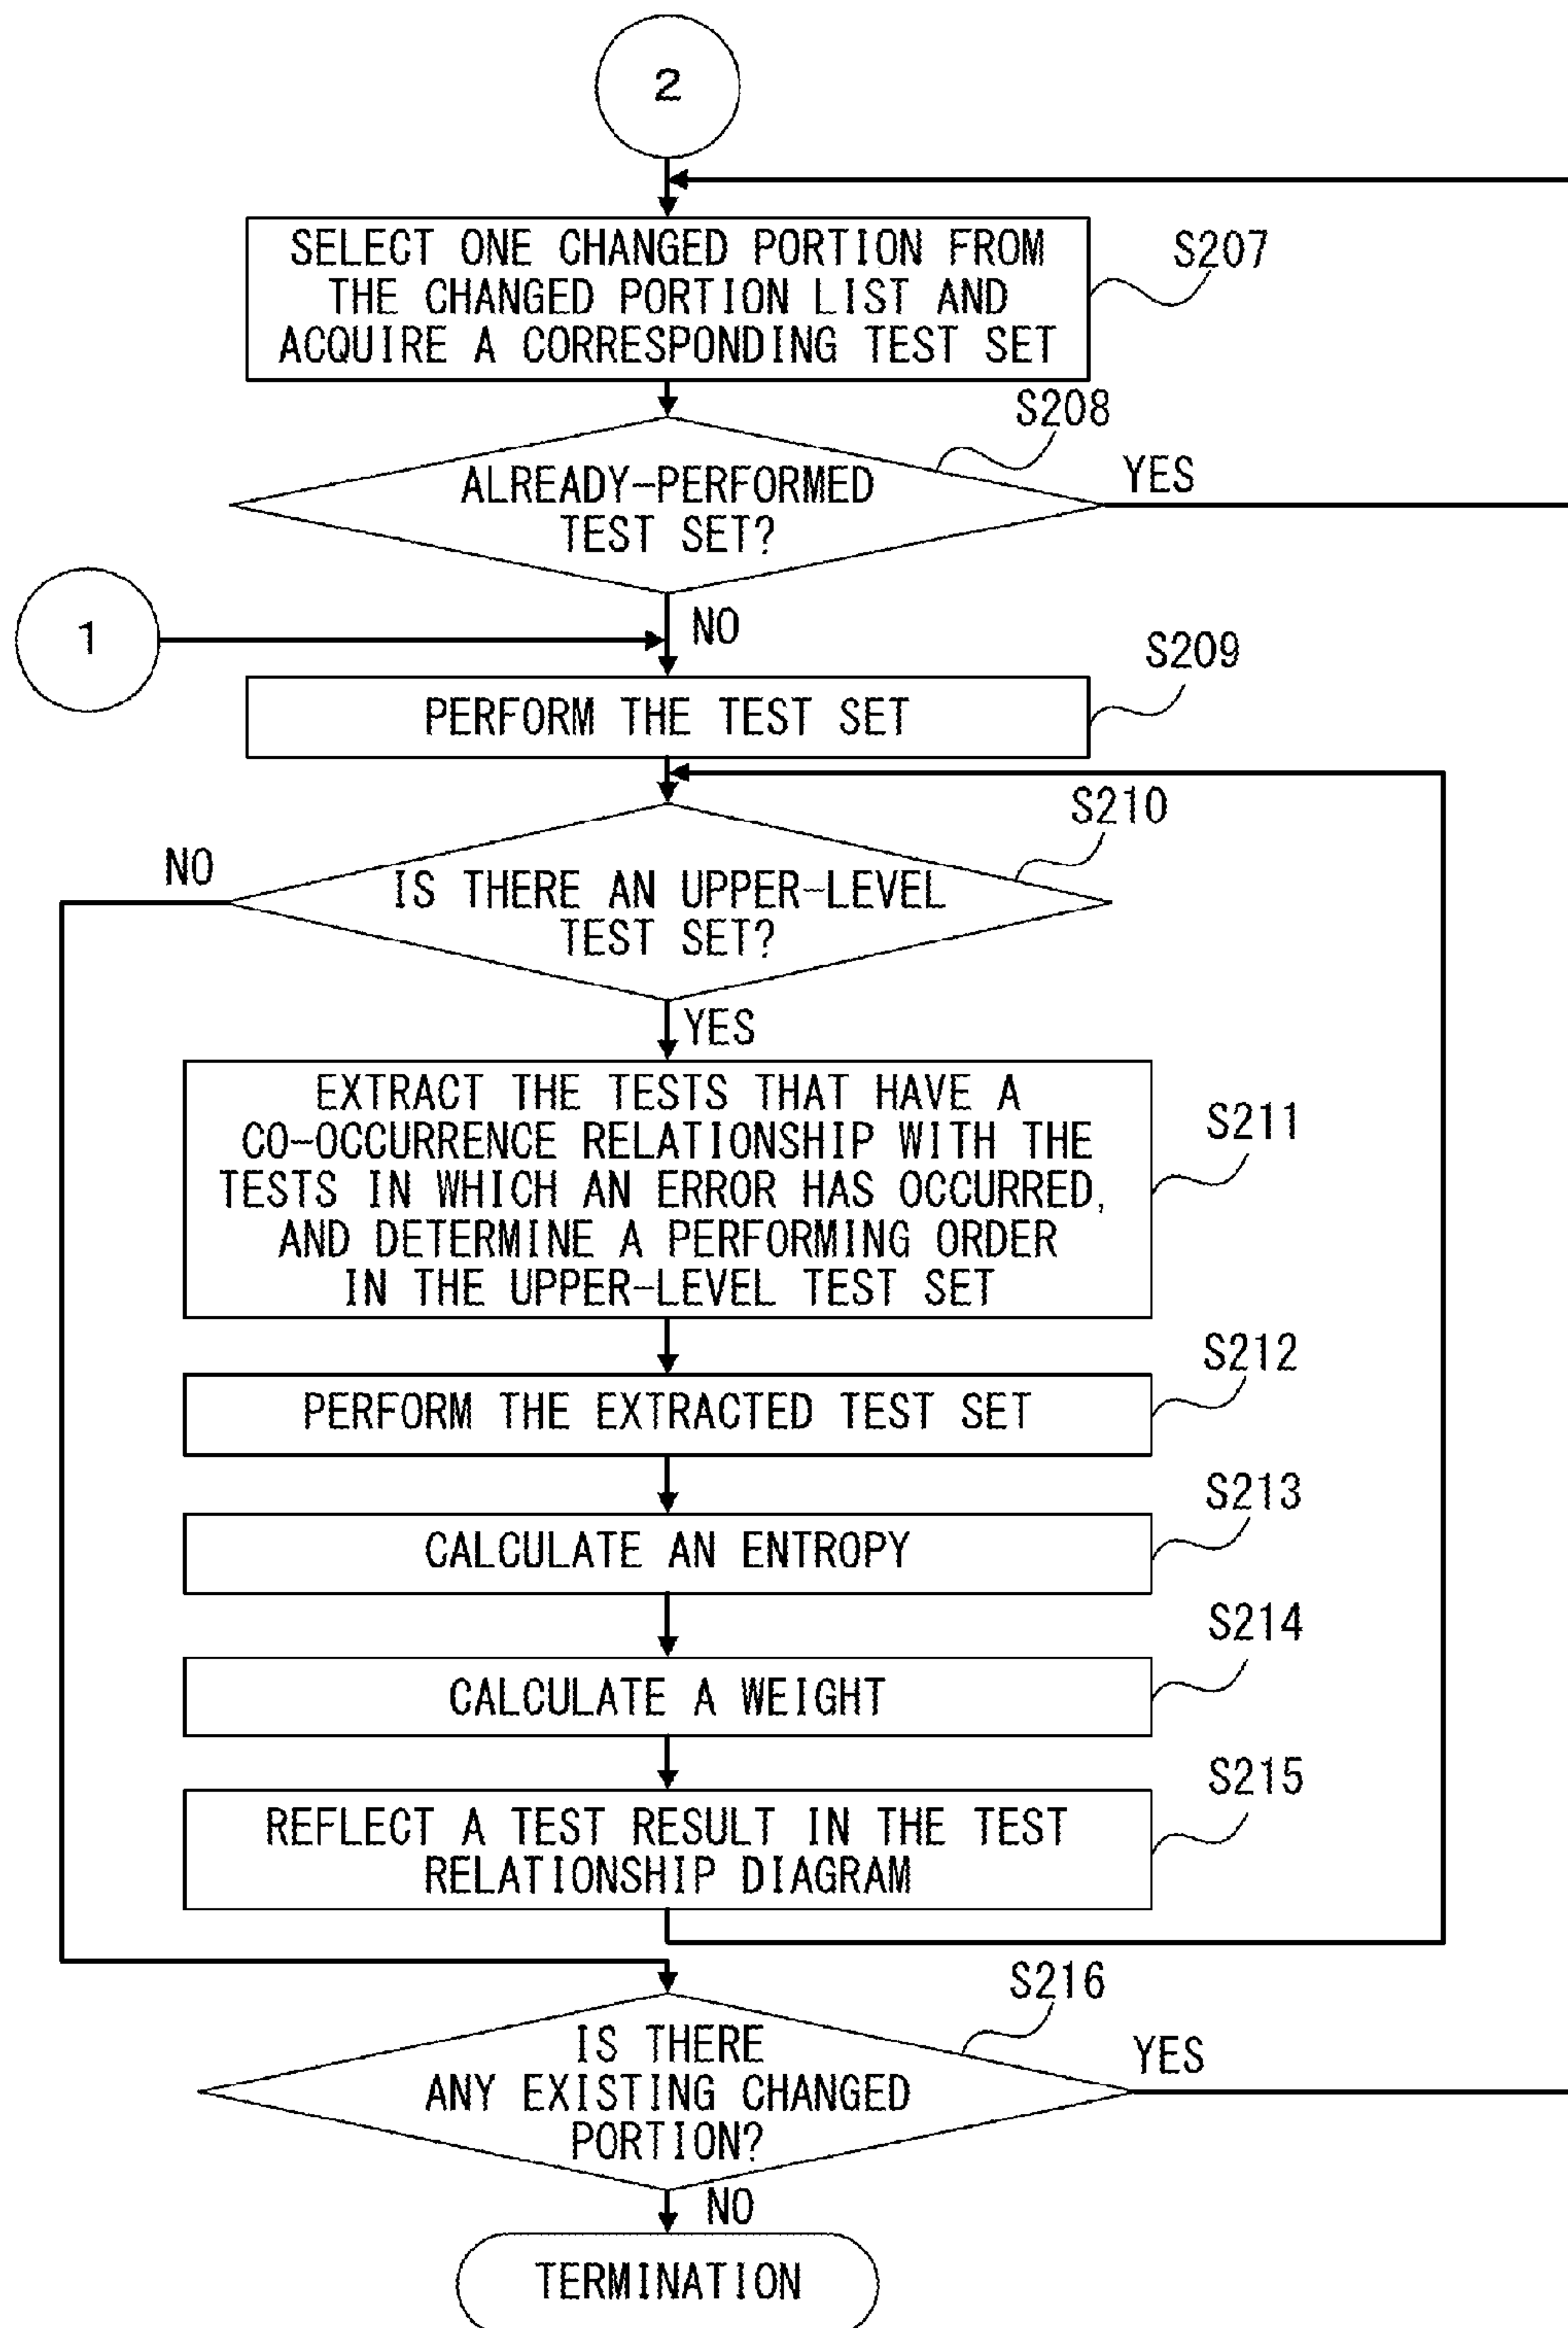 2
SELECT ONE CHANGED PORTION FROM
THE CHANGED PORTION LIST AND
ACQUIRE A CORRESPONDING TEST SET
S207
S208
ALREADY-PERFORMED
TEST SET?
YES
1
NO
S209
PERFORM THE TEST SET
S210
NO
IS THERE AN UPPER-LEVEL
TEST SET?
YES
EXTRACT THE TESTS THAT HAVE A
CO-OCCURRENCE RELATIONSHIP WITH THE
TESTS IN WHICH AN ERROR HAS OCCURRED,
AND DETERMINE A PERFORMING ORDER
IN THE UPPER-LEVEL TEST SET
S211
S212
PERFORM THE EXTRACTED TEST SET
S213
CALCULATE AN ENTROPY
S214
CALCULATE A WEIGHT
S215
REFLECT A TEST RESULT IN THE TEST
RELATIONSHIP DIAGRAM
S216
IS THERE
ANY EXISTING CHANGED
PORTION?
YES
NO
TERMINATION